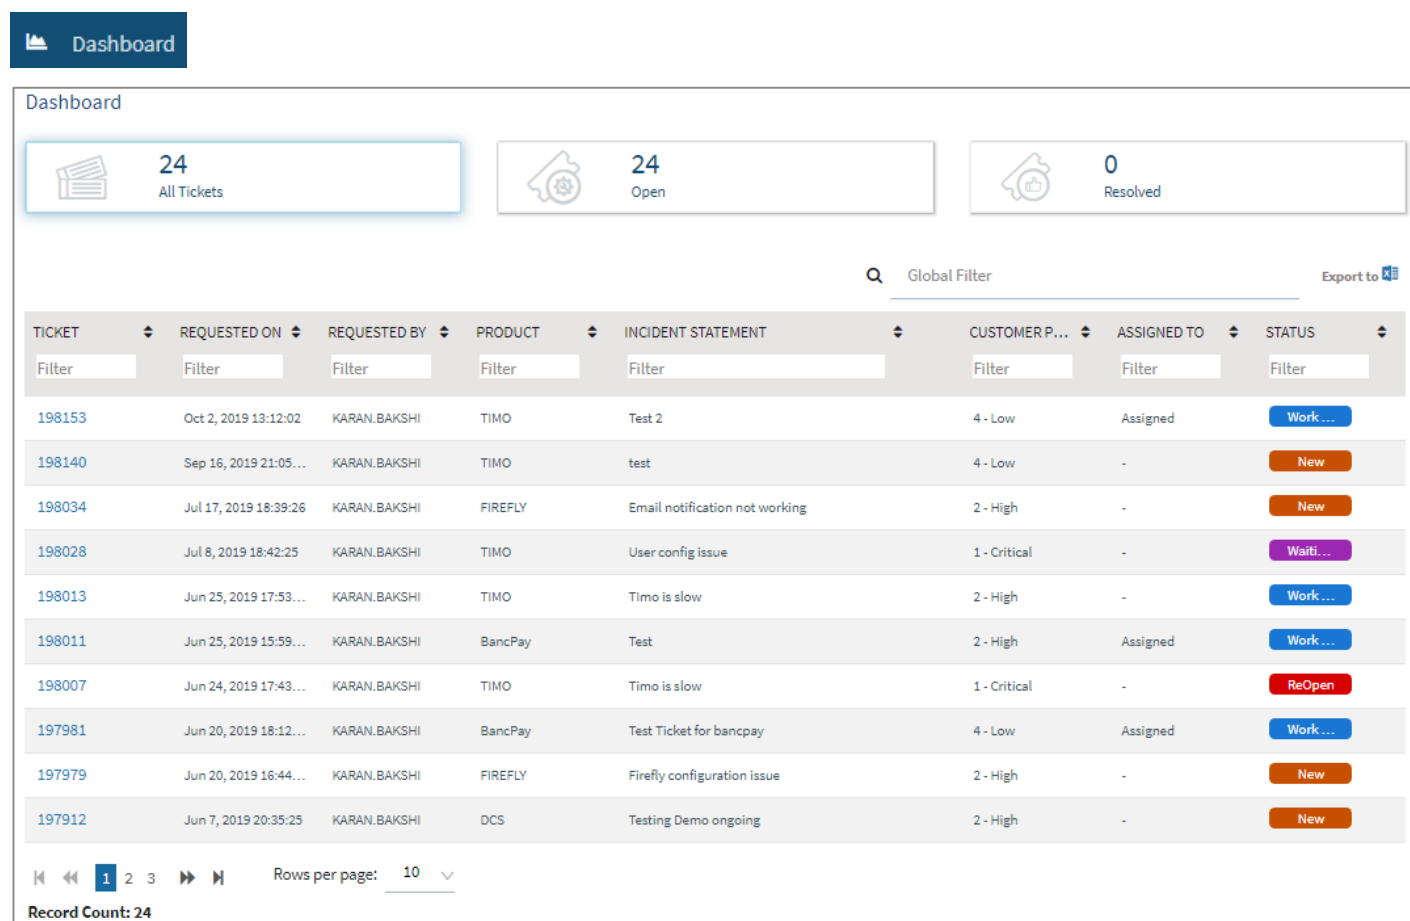 Dashboard
Dashboard
24
All Tickets
24
Open
0
Resolved
Global Filter
Export to
TICKET REQUESTED ON REQUESTED BY PRODUCT INCIDENT STATEMENT CUSTOMER P... ASSIGNED TO STATUS
Filter Filter Filter Filter Filter Filter Filter Filter
198153 Oct 2, 2019 13:12:02 KARAN.BAKSHI TIMO Test 2 4 - Low Assigned Work ...
198140 Sep 16, 2019 21:05... KARAN.BAKSHI TIMO test 4 - Low - New
198034 Jul 17, 2019 18:39:26 KARAN.BAKSHI FIREFLY Email notification not working 2 - High - New
198028 Jul 8, 2019 18:42:25 KARAN.BAKSHI TIMO User config issue 1 - Critical - Waiti...
198013 Jun 25, 2019 17:53... KARAN.BAKSHI TIMO TImo is slow 2 - High - Work ...
198011 Jun 25, 2019 15:59... KARAN.BAKSHI BancPay Test 2 - High Assigned Work ...
198007 Jun 24, 2019 17:43... KARAN.BAKSHI TIMO Timo is slow 1 - Critical - ReOpen
197981 Jun 20, 2019 18:12... KARAN.BAKSHI BancPay Test Ticket for bancpay 4 - Low Assigned Work ...
197979 Jun 20, 2019 16:44... KARAN.BAKSHI FIREFLY Firefly configuration issue 2 - High - New
197912 Jun 7, 2019 20:35:25 KARAN.BAKSHI DCS Testing Demo ongoing 2 - High - New
1 2 3 Rows per page: 10
Record Count: 24